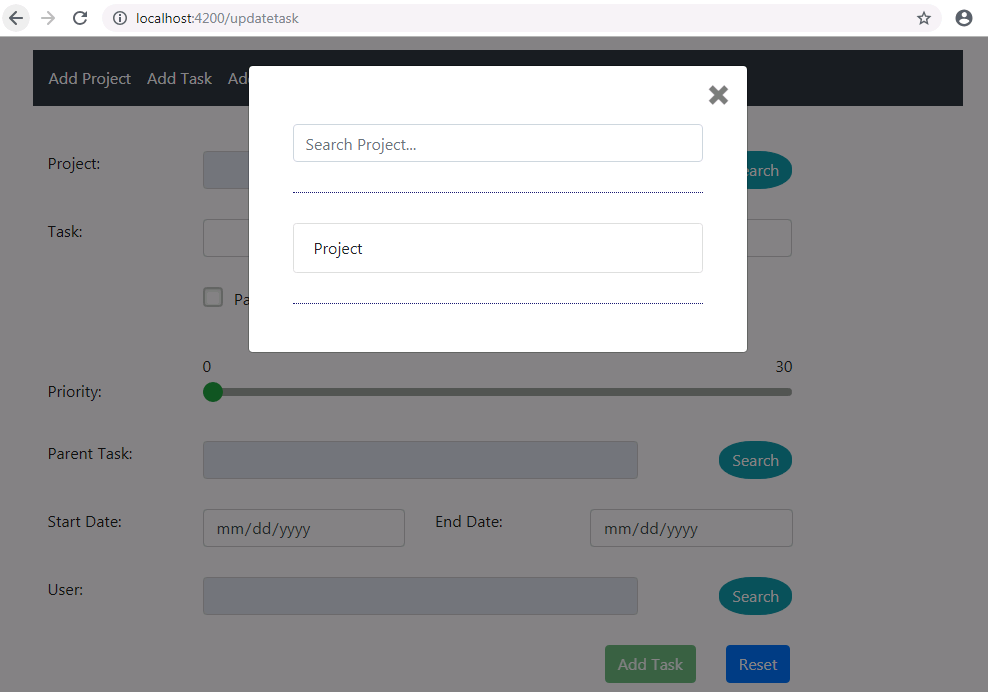 localhost:4200/updatetask
Add Project Add Task
Search Project...
Project:
Task:
Project
0 30
Priority:
Parent Task: Search
Start Date: mm/dd/yyyy End Date: mm/dd/yyyy
User: Search
Add Task Reset